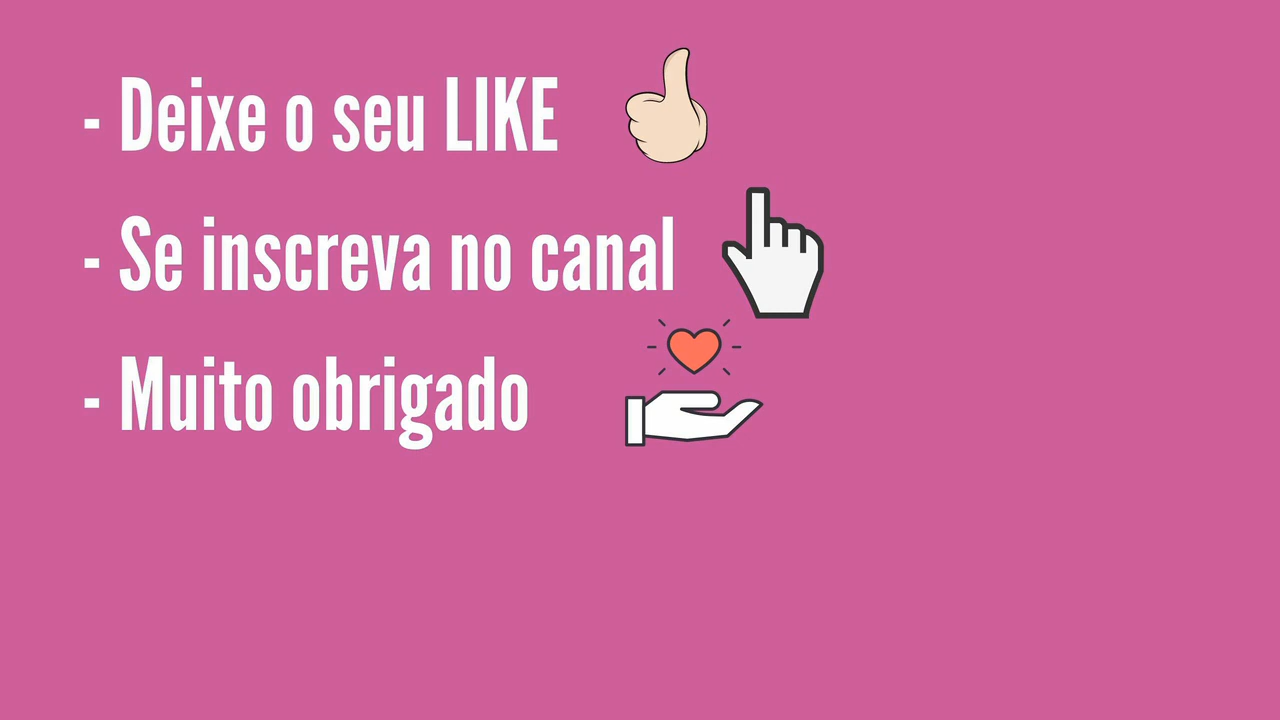 - Deixe o seu LIKE
- Se inscreva no canal
- Muito obrigado